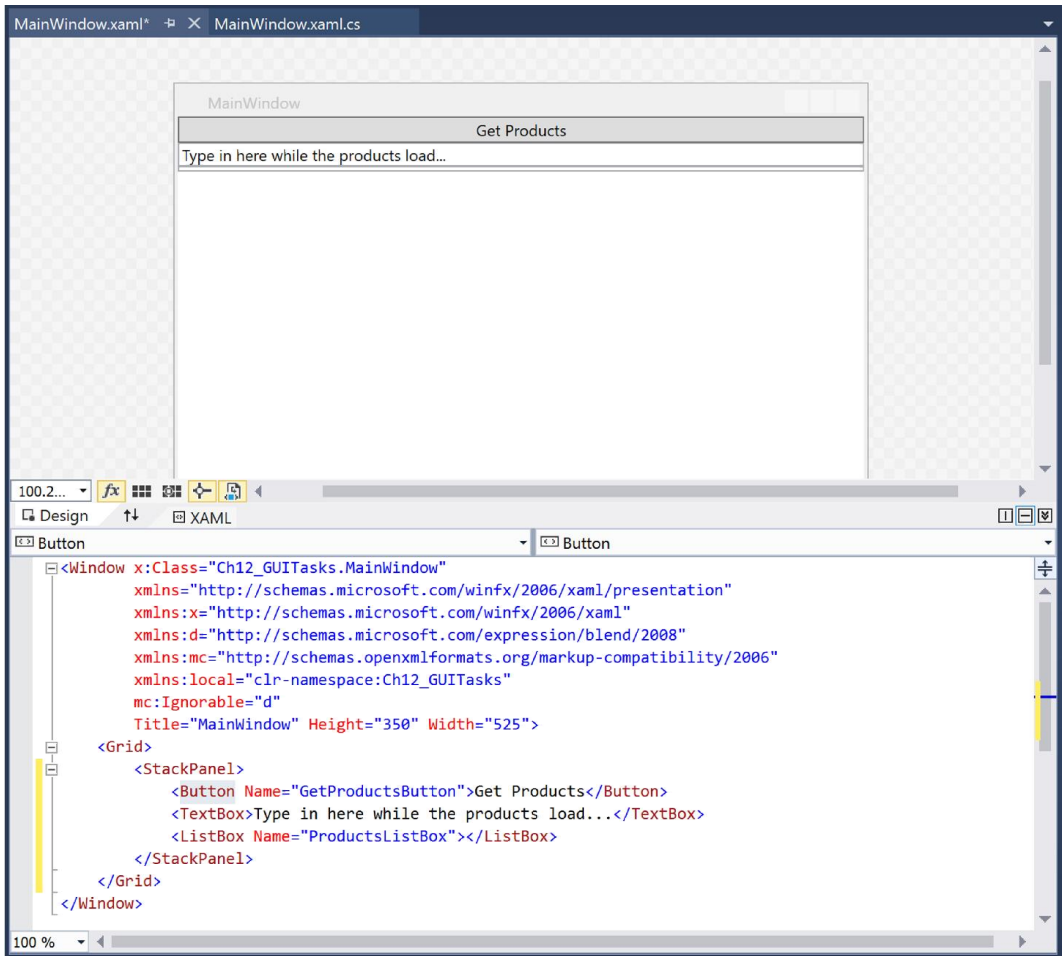 MainWindow.xaml* MainWindow.xaml.cs
MainWindow
Get Products
Type in here while the products load...
100.2... fx
Design XAML
Button Button
<Window x:Class="Ch12_GUITasks.MainWindow"
xmlns="http://schemas.microsoft.com/winfx/2006/xaml/presentation"
xmlns:x="http://schemas.microsoft.com/winfx/2006/xaml"
xmlns:d="http://schemas.microsoft.com/expression/blend/2008"
xmlns:mc="http://schemas.openxmlformats.org/markup-compatibility/2006"
xmlns:local="clr-namespace:Ch12_GUITasks"
mc:Ignorable="d"
Title="MainWindow" Height="350" Width="525">
<Grid>
<StackPanel>
<Button Name="GetProductsButton">Get Products</Button>
<TextBox>Type in here while the products load...</TextBox>
<ListBox Name="ProductsListBox"></ListBox>
</StackPanel>
</Grid>
</Window>
100 %